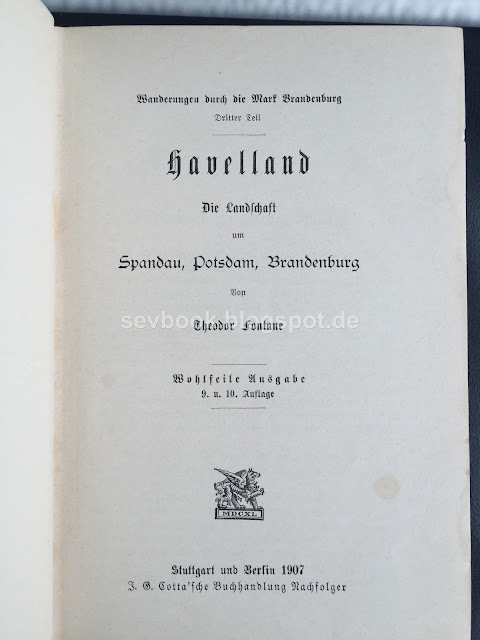 Wanderungen durch die Mark Brandenburg
Dritter Teil
Havelland
Die Landschaft
um
Spandau, Potsdam, Brandenburg
Von
sevbook.blogspot.de
Theodor Fontane
Wohlfeile Ausgabe
9. u. 10. Auflage
MDCXL
Stuttgart und Berlin 1907
J. G. Cotta'sche Buchhandlung Nachfolger